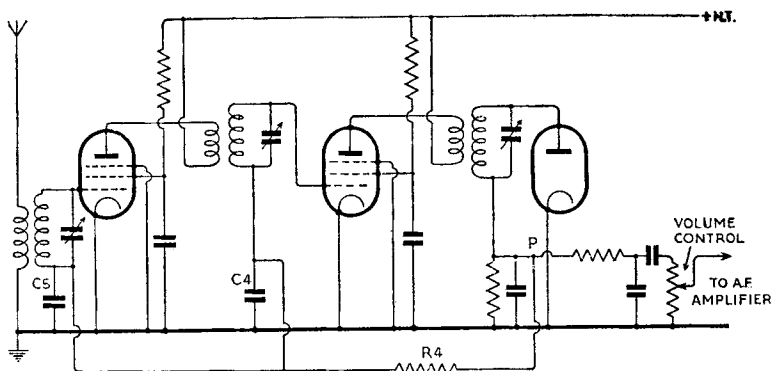 +H.T.
P
VOLUME
CONTROL
C5
C4
TO A.F.
AMPLIFIER
R4